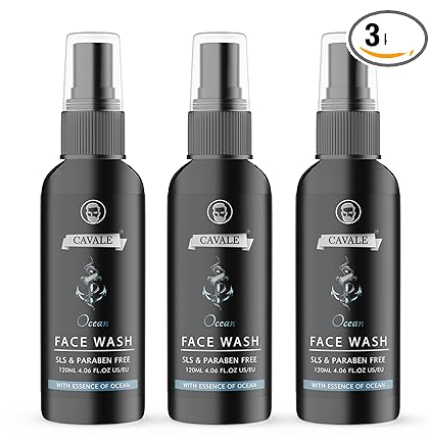 3
CAVALE®
Ocean
FACE WASH
SLS & PARABEN FREE
120ML 4.06 FL.OZ US/EU
WITH ESSENCE OF OCEAN
CAVALE®
Ocean
FACE WASH
SLS & PARABEN FREE
120ML 4.06 FL.OZ US/EU
WITH ESSENCE OF OCEAN
CAVALE®
Ocean
FACE WASH
SLS & PARABEN FREE
120ML 4.06 FL.OZ US/EU
WITH ESSENCE OF OCEAN